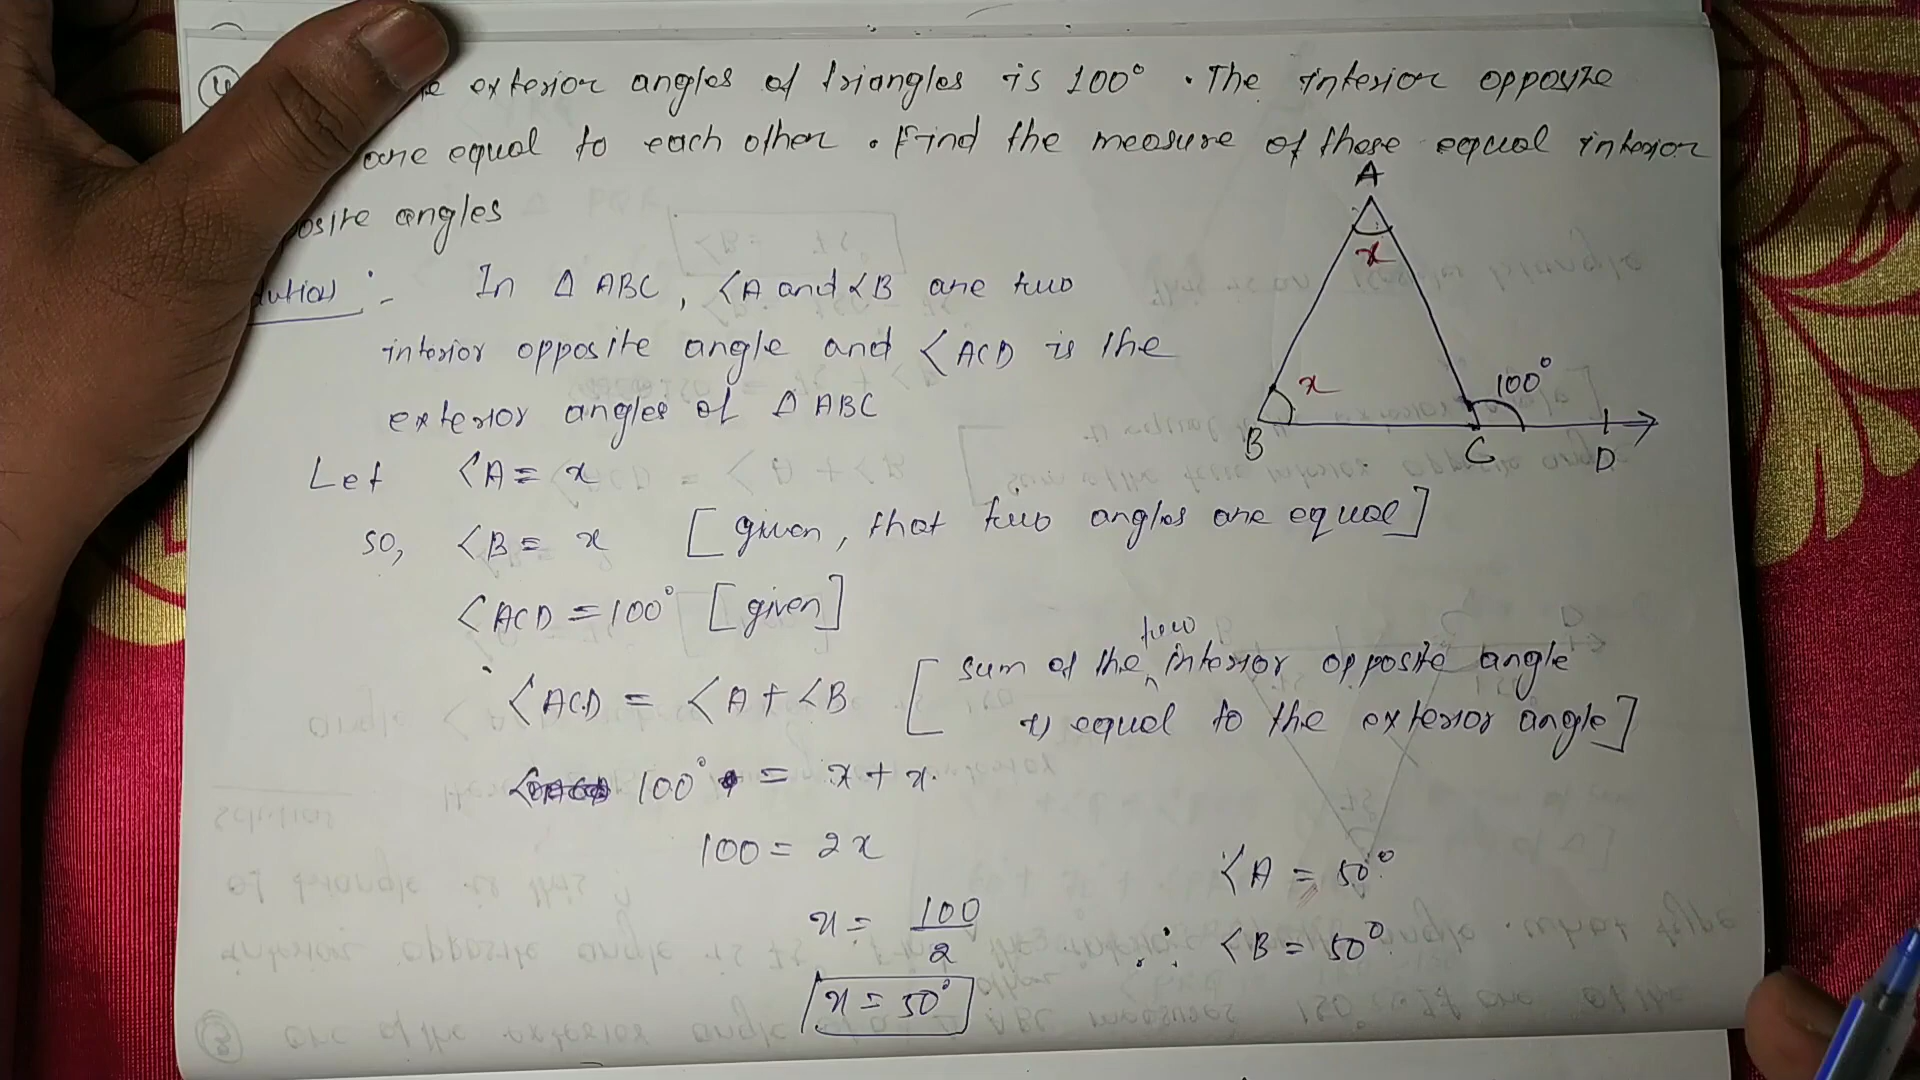 ④ exterior angles of triangles is 100° . The interior opposite
are equal to each other . Find the measure of those equal interior
angles
:- In Δ ABC, ∠A and ∠B are two
interior opposite angle and ∠ACD is the
exterior angles of Δ ABC
Let ∠A = x
so, ∠B = x [given, that two angles are equal]
∠ACD = 100° [given]
∠ACD = ∠A + ∠B [sum of the two interior opposite angle
is equal to the exterior angle]
100° = x + x.
100 = 2x
x = 100/2
x = 50°
∠A = 50°
∴ ∠B = 50°
A
x
x
100°
B
C
D